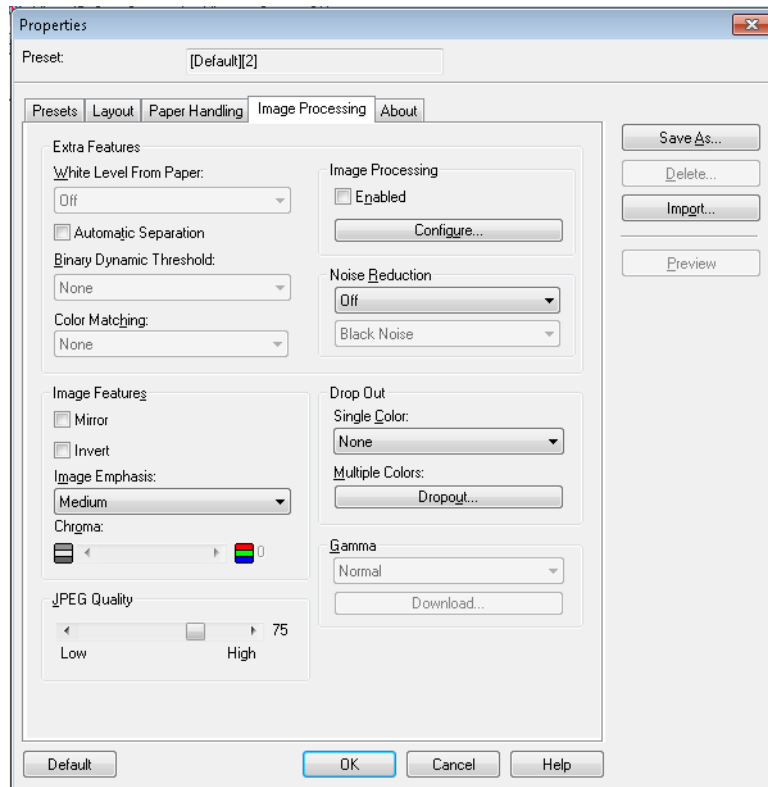 Properties
Preset: [Default][2]
Presets Layout Paper Handling Image Processing About
Save As...
Delete...
Import...
Preview
Extra Features
White Level From Paper:
Off
Automatic Separation
Binary Dynamic Threshold:
None
Color Matching:
None
Image Processing
Enabled
Configure...
Noise Reduction
Off
Black Noise
Image Features
Mirror
Invert
Image Emphasis:
Medium
Chroma:
0
Drop Out
Single Color:
None
Multiple Colors:
Dropout...
JPEG Quality
75
Low High
Gamma
Normal
Download...
Default OK Cancel Help